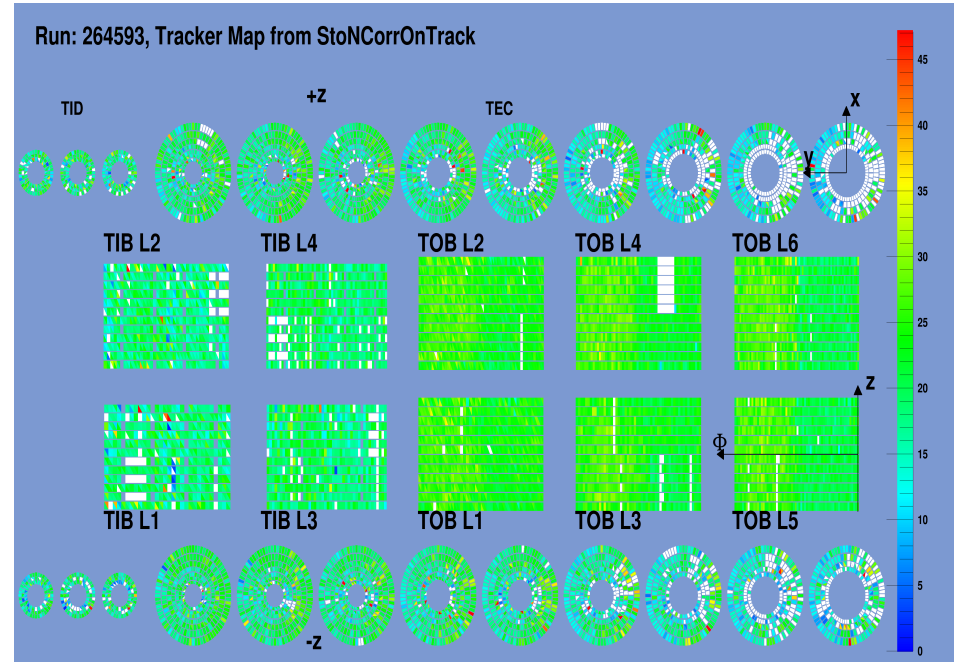 Run: 264593, Tracker Map from StoNCorrOnTrack
+z
TID
TEC
x
y
TIB L2
TIB L4
TOB L2
TOB L4
TOB L6
z
Φ
TIB L1
TIB L3
TOB L1
TOB L3
TOB L5
-z
45
40
35
30
25
20
15
10
5
0